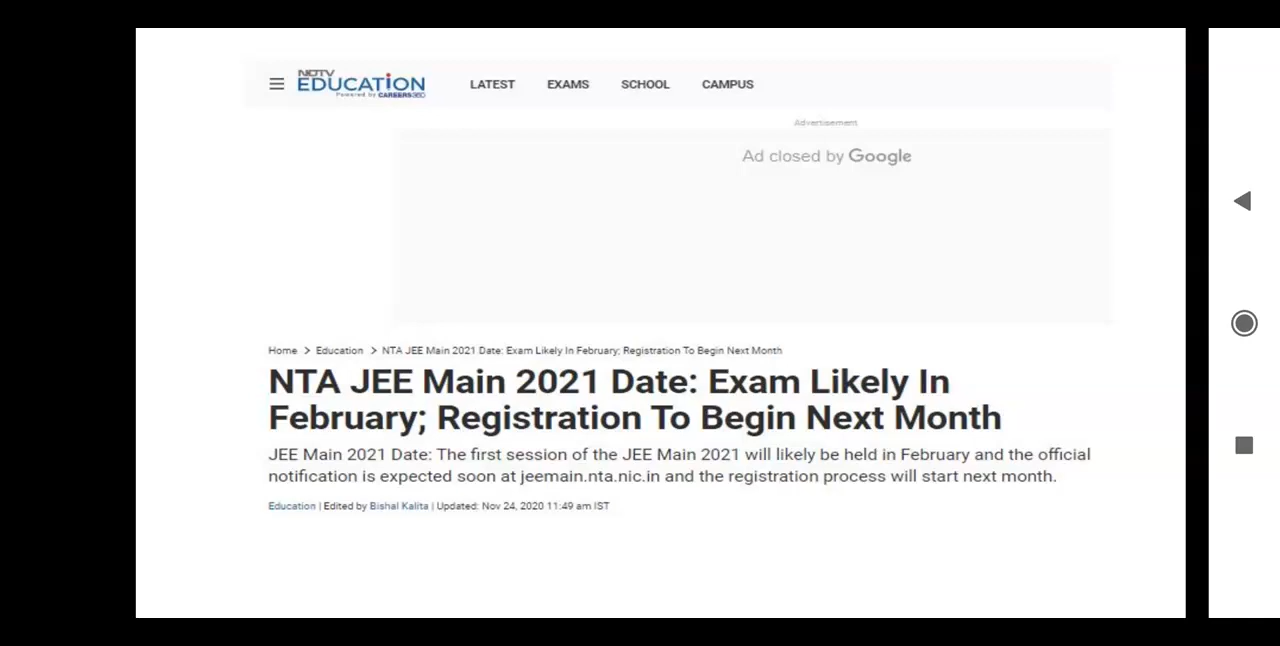 NDTV
EDUCATION
Powered by CAREERS360
LATEST EXAMS SCHOOL CAMPUS
Advertisement
Ad closed by Google
Home > Education > NTA JEE Main 2021 Date: Exam Likely In February; Registration To Begin Next Month
NTA JEE Main 2021 Date: Exam Likely In
February; Registration To Begin Next Month
JEE Main 2021 Date: The first session of the JEE Main 2021 will likely be held in February and the official
notification is expected soon at jeemain.nta.nic.in and the registration process will start next month.
Education | Edited by Bishal Kalita | Updated: Nov 24, 2020 11:49 am IST